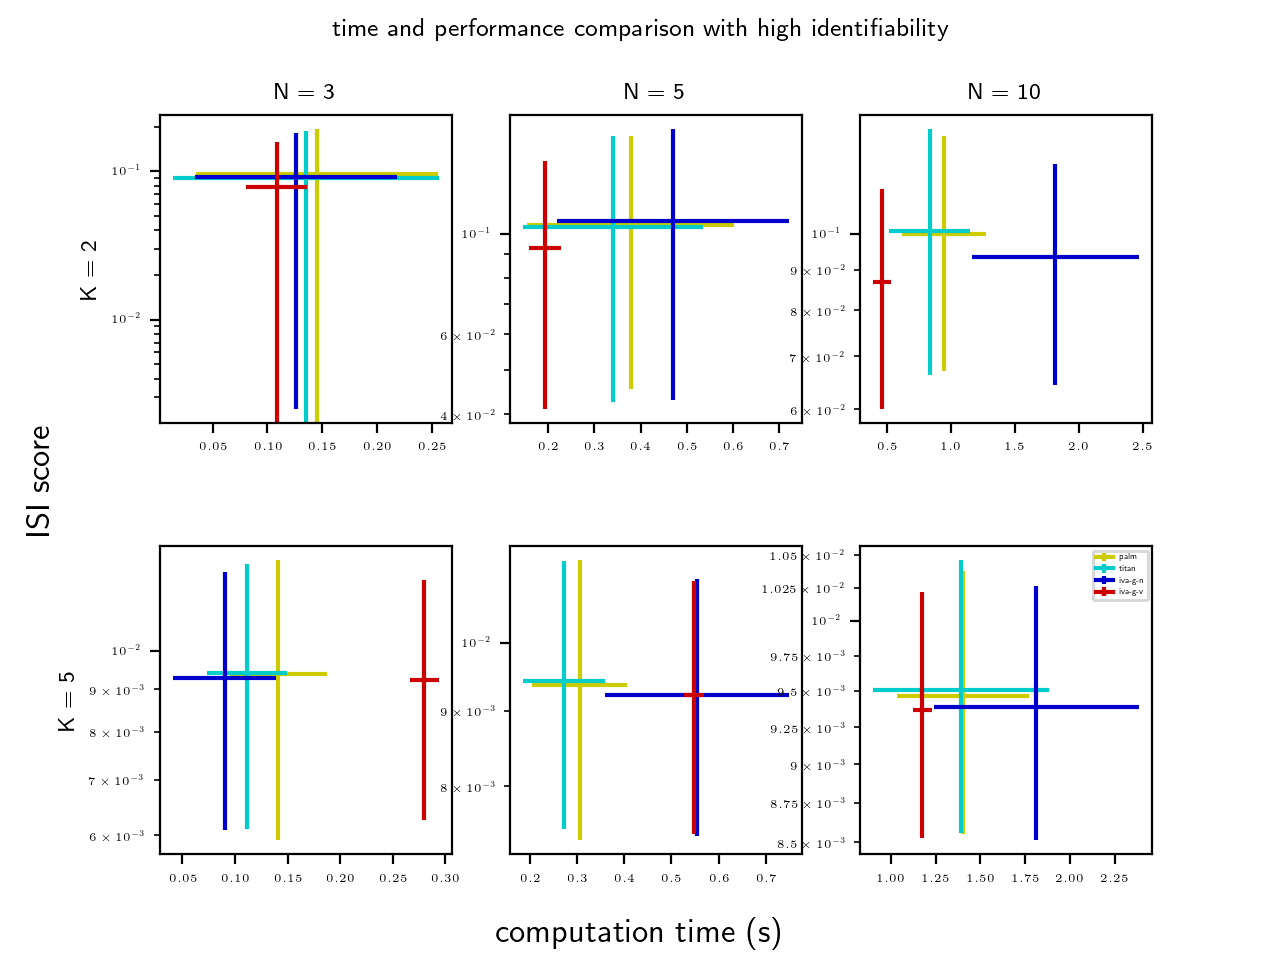 time and performance comparison with high identifiability
N = 3
N = 5
N = 10
K = 2
10⁻¹
10⁻²
0.05 0.10 0.15 0.20 0.25
10⁻¹
6 × 10⁻²
4 × 10⁻²
0.2 0.3 0.4 0.5 0.6 0.7
10⁻¹
9 × 10⁻²
8 × 10⁻²
7 × 10⁻²
6 × 10⁻²
0.5 1.0 1.5 2.0 2.5
ISI score
K = 5
10⁻²
9 × 10⁻³
8 × 10⁻³
7 × 10⁻³
6 × 10⁻³
0.05 0.10 0.15 0.20 0.25 0.30
10⁻²
9 × 10⁻³
8 × 10⁻³
0.2 0.3 0.4 0.5 0.6 0.7
1.05 × 10⁻²
1.025 × 10⁻²
10⁻²
9.75 × 10⁻³
9.5 × 10⁻³
9.25 × 10⁻³
9 × 10⁻³
8.75 × 10⁻³
8.5 × 10⁻³
1.00 1.25 1.50 1.75 2.00 2.25
palm
titan
iva-g-n
iva-g-v
computation time (s)